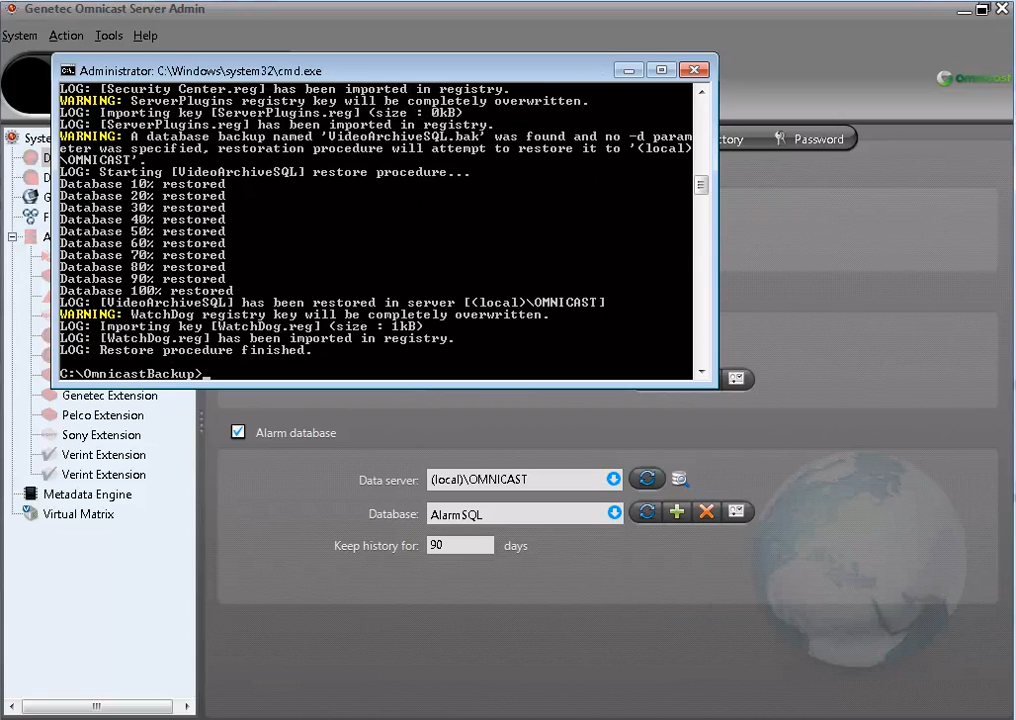 Genetec Omnicast Server Admin
System Action Tools Help
Administrator: C:\Windows\system32\cmd.exe
LOG: [Security Center.reg] has been imported in registry.
WARNING: ServerPlugins registry key will be completely overwritten.
LOG: Importing key [ServerPlugins.reg] (size : 0kB)
LOG: [ServerPlugins.reg] has been imported in registry.
WARNING: A database backup named 'VideoArchiveSQL.bak' was found and no -d param
eter was specified, restoration procedure will attempt to restore it to '(local)
\OMNICAST'.
LOG: Starting [VideoArchiveSQL] restore procedure...
Database 10% restored
Database 20% restored
Database 30% restored
Database 40% restored
Database 50% restored
Database 60% restored
Database 70% restored
Database 80% restored
Database 90% restored
Database 100% restored
LOG: [VideoArchiveSQL] has been restored in server [(local)\OMNICAST]
WARNING: WatchDog registry key will be completely overwritten.
LOG: Importing key [WatchDog.reg] (size : 1kB)
LOG: [WatchDog.reg] has been imported in registry.
LOG: Restore procedure finished.
C:\OmnicastBackup>_
Omnicast
Syste
D
D
G
F
A
ctory
Password
Genetec Extension
Pelco Extension
Sony Extension
Verint Extension
Verint Extension
Metadata Engine
Virtual Matrix
Alarm database
Data server: (local)\OMNICAST
Database: AlarmSQL
Keep history for: 90 days